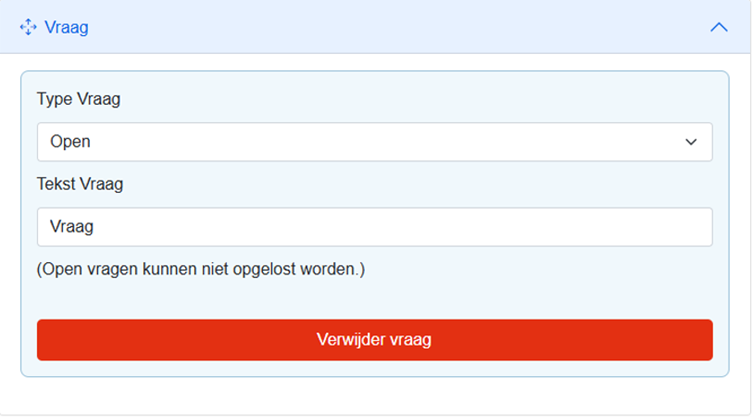 Vraag
Type Vraag
Open
Tekst Vraag
Vraag
(Open vragen kunnen niet opgelost worden.)
Verwijder vraag